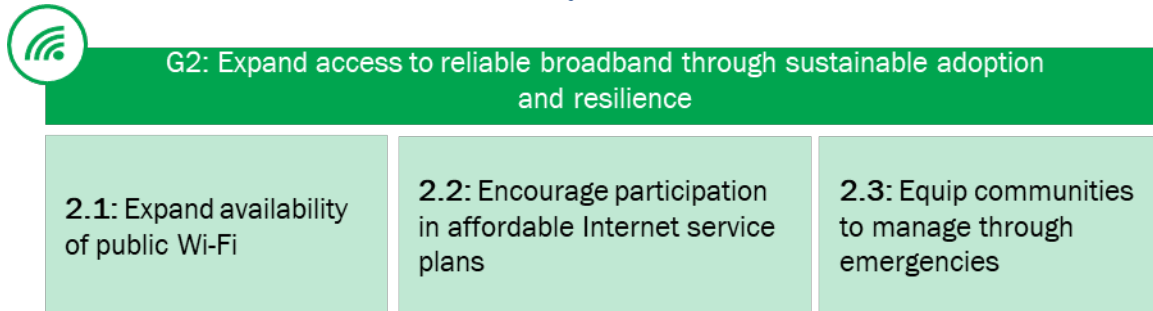 G2: Expand access to reliable broadband through sustainable adoption
and resilience
2.1: Expand availability
of public Wi-Fi
2.2: Encourage participation
in affordable Internet service
plans
2.3: Equip communities
to manage through
emergencies